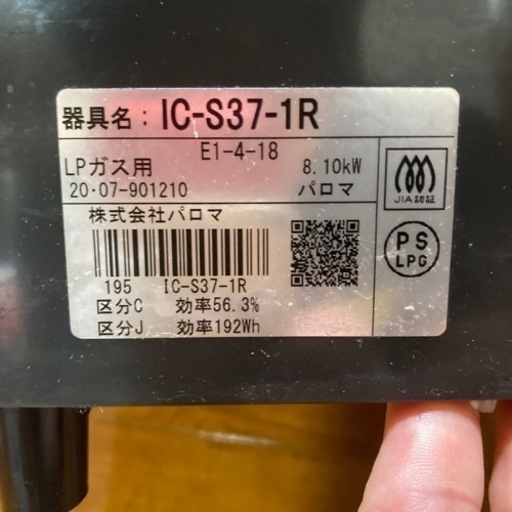 器具名：IC-S37-1R
E1-4-18
LPガス用 8.10kW
20・07-901210 パロマ
株式会社パロマ
195 IC-S37-1R
区分C 効率56.3%
区分J 効率192Wh
JIA認証
PS
LPG